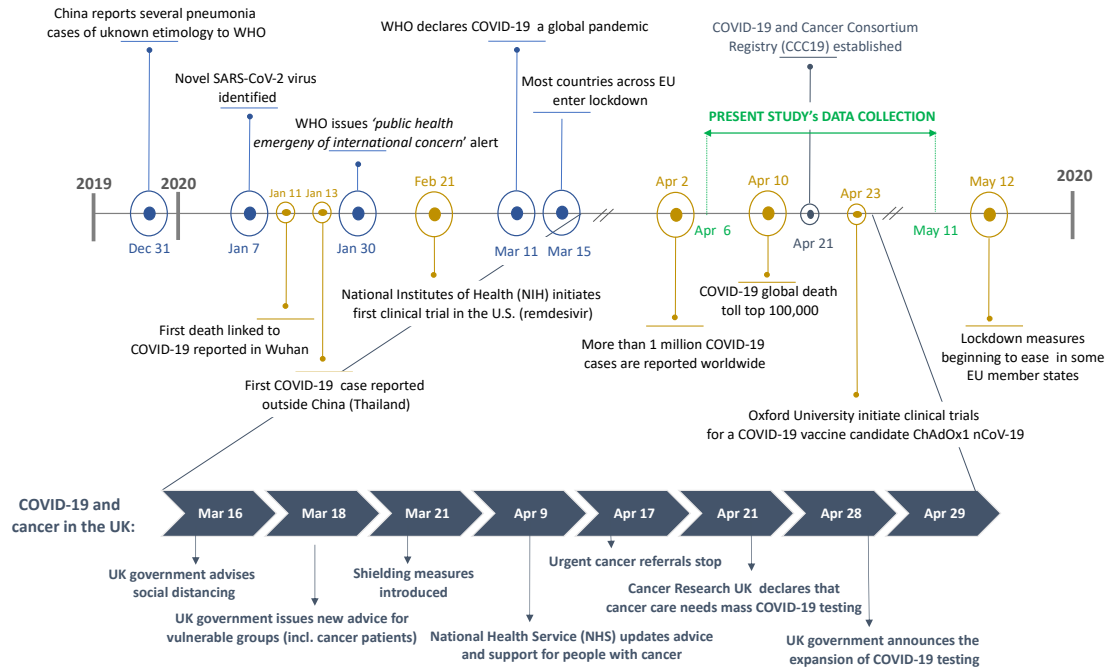 China reports several pneumonia
cases of uknown etimology to WHO
Novel SARS-CoV-2 virus
identified
WHO issues ‘public health
emergeny of international concern’ alert
WHO declares COVID-19 a global pandemic
Most countries across EU
enter lockdown
COVID-19 and Cancer Consortium
Registry (CCC19) established
PRESENT STUDY’s DATA COLLECTION
2019
2020
Jan 11
Jan 13
Feb 21
Apr 2
Apr 10
Apr 23
May 12
2020
Dec 31
Jan 7
Jan 30
Mar 11
Mar 15
Apr 6
Apr 21
May 11
First death linked to
COVID-19 reported in Wuhan
First COVID-19 case reported
outside China (Thailand)
National Institutes of Health (NIH) initiates
first clinical trial in the U.S. (remdesivir)
More than 1 million COVID-19
cases are reported worldwide
COVID-19 global death
toll top 100,000
Oxford University initiate clinical trials
for a COVID-19 vaccine candidate ChAdOx1 nCoV-19
Lockdown measures
beginning to ease in some
EU member states
COVID-19 and
cancer in the UK:
Mar 16
Mar 18
Mar 21
Apr 9
Apr 17
Apr 21
Apr 28
Apr 29
UK government advises
social distancing
UK government issues new advice for
vulnerable groups (incl. cancer patients)
Shielding measures
introduced
National Health Service (NHS) updates advice
and support for people with cancer
Urgent cancer referrals stop
Cancer Research UK declares that
cancer care needs mass COVID-19 testing
UK government announces the
expansion of COVID-19 testing